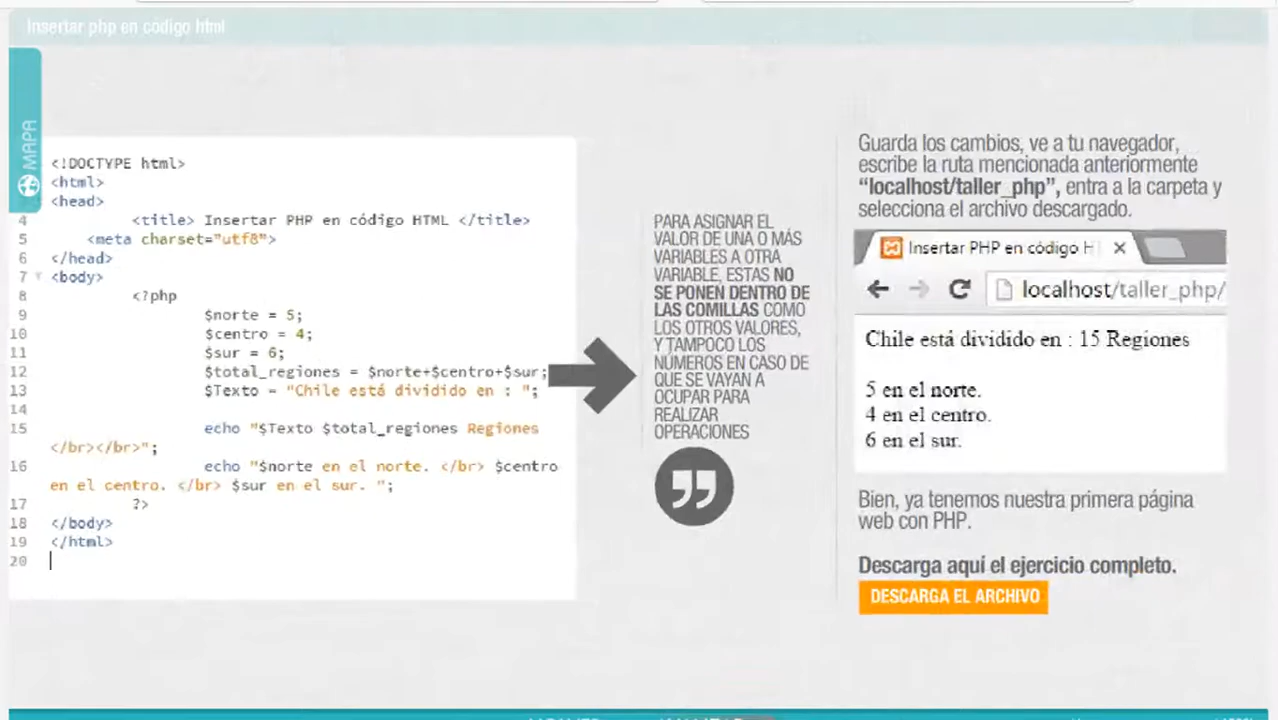 Insertar php en código html
MAPA
<!DOCTYPE html>
<html>
<head>
4 <title> Insertar PHP en código HTML </title>
5 <meta charset="utf8">
6 </head>
7 <body>
8 <?php
9 $norte = 5;
10 $centro = 4;
11 $sur = 6;
12 $total_regiones = $norte+$centro+$sur;
13 $Texto = "Chile está dividido en : ";
14
15 echo "$Texto $total_regiones Regiones
</br></br>";
16 echo "$norte en el norte. </br> $centro
en el centro. </br> $sur en el sur. ";
17 ?>
18 </body>
19 </html>
20
PARA ASIGNAR EL
VALOR DE UNA O MÁS
VARIABLES A OTRA
VARIABLE, ESTAS NO
SE PONEN DENTRO DE
LAS COMILLAS COMO
LOS OTROS VALORES,
Y TAMPOCO LOS
NÚMEROS EN CASO DE
QUE SE VAYAN A
OCUPAR PARA
REALIZAR
OPERACIONES
Guarda los cambios, ve a tu navegador,
escribe la ruta mencionada anteriormente
“localhost/taller_php”, entra a la carpeta y
selecciona el archivo descargado.
Insertar PHP en código H
localhost/taller_php/
Chile está dividido en : 15 Regiones
5 en el norte.
4 en el centro.
6 en el sur.
Bien, ya tenemos nuestra primera página
web con PHP.
Descarga aquí el ejercicio completo.
DESCARGA EL ARCHIVO